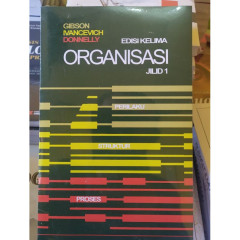 GIBSON
IVANCEVICH
DONNELLY
EDISI KELIMA
ORGANISASI
JILID 1
PERILAKU
STRUKTUR
PROSES